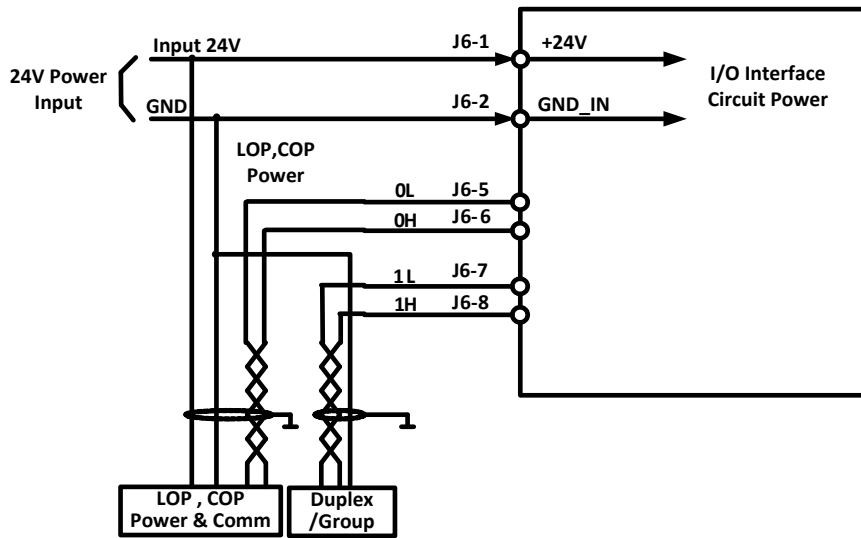 Input 24V
J6-1
+24V
24V Power
Input
I/O Interface
Circuit Power
GND
J6-2
GND_IN
LOP,COP
Power
0L
J6-5
0H
J6-6
1L
J6-7
1H
J6-8
LOP , COP
Power & Comm
Duplex
/Group